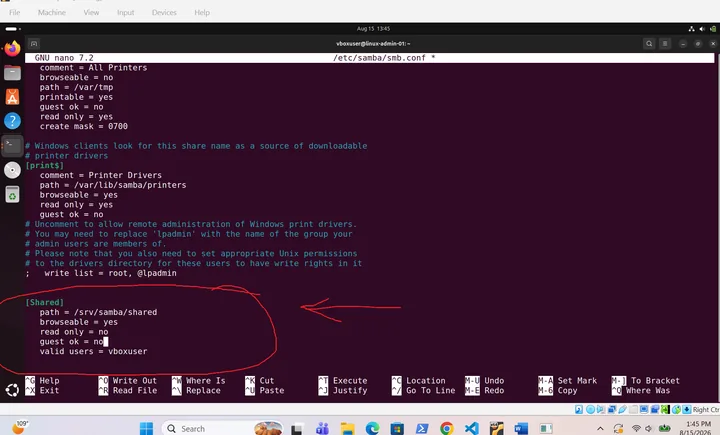 File Machine View Input Devices Help
Aug 15 13:45
vboxuser@linux-admin-01: ~
GNU nano 7.2 /etc/samba/smb.conf *
comment = All Printers
browseable = no
path = /var/tmp
printable = yes
guest ok = no
read only = yes
create mask = 0700
# Windows clients look for this share name as a source of downloadable
# printer drivers
[print$]
comment = Printer Drivers
path = /var/lib/samba/printers
browseable = yes
read only = yes
guest ok = no
# Uncomment to allow remote administration of Windows print drivers.
# You may need to replace 'lpadmin' with the name of the group your
# admin users are members of.
# Please note that you also need to set appropriate Unix permissions
# to the drivers directory for these users to have write rights in it
; write list = root, @lpadmin
[Shared]
path = /srv/samba/shared
browseable = yes
read only = no
guest ok = no
valid users = vboxuser
^G Help ^O Write Out ^W Where Is ^K Cut ^T Execute ^C Location M-U Undo M-A Set Mark M-] To Bracket
^X Exit ^R Read File ^\ Replace ^U Paste ^J Justify ^/ Go To Line M-E Redo M-6 Copy ^Q Where Was
Right Ctr
109°
Search
1:45 PM
8/15/2026